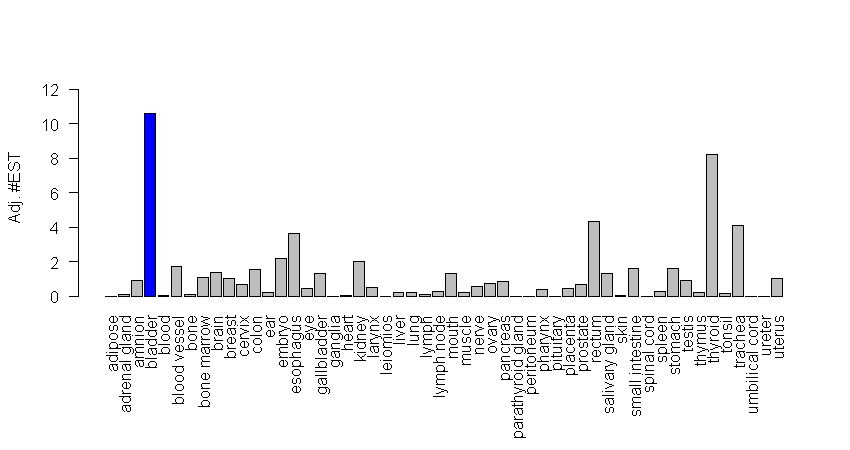 Adj. #EST
12
10
8
6
4
2
0
adipose
adrenal gland
amnion
bladder
blood
blood vessel
bone
bone marrow
brain
breast
cervix
colon
ear
embryo
esophagus
eye
gallbladder
ganglia
heart
kidney
larynx
leiomios
liver
lung
lymph
lymph node
mouth
muscle
nerve
ovary
pancreas
parathyroid gland
peritoneum
pharynx
pituitary
placenta
prostate
rectum
salivary gland
skin
small intestine
spinal cord
spleen
stomach
testis
thymus
thyroid
tonsil
trachea
umbilical cord
ureter
uterus